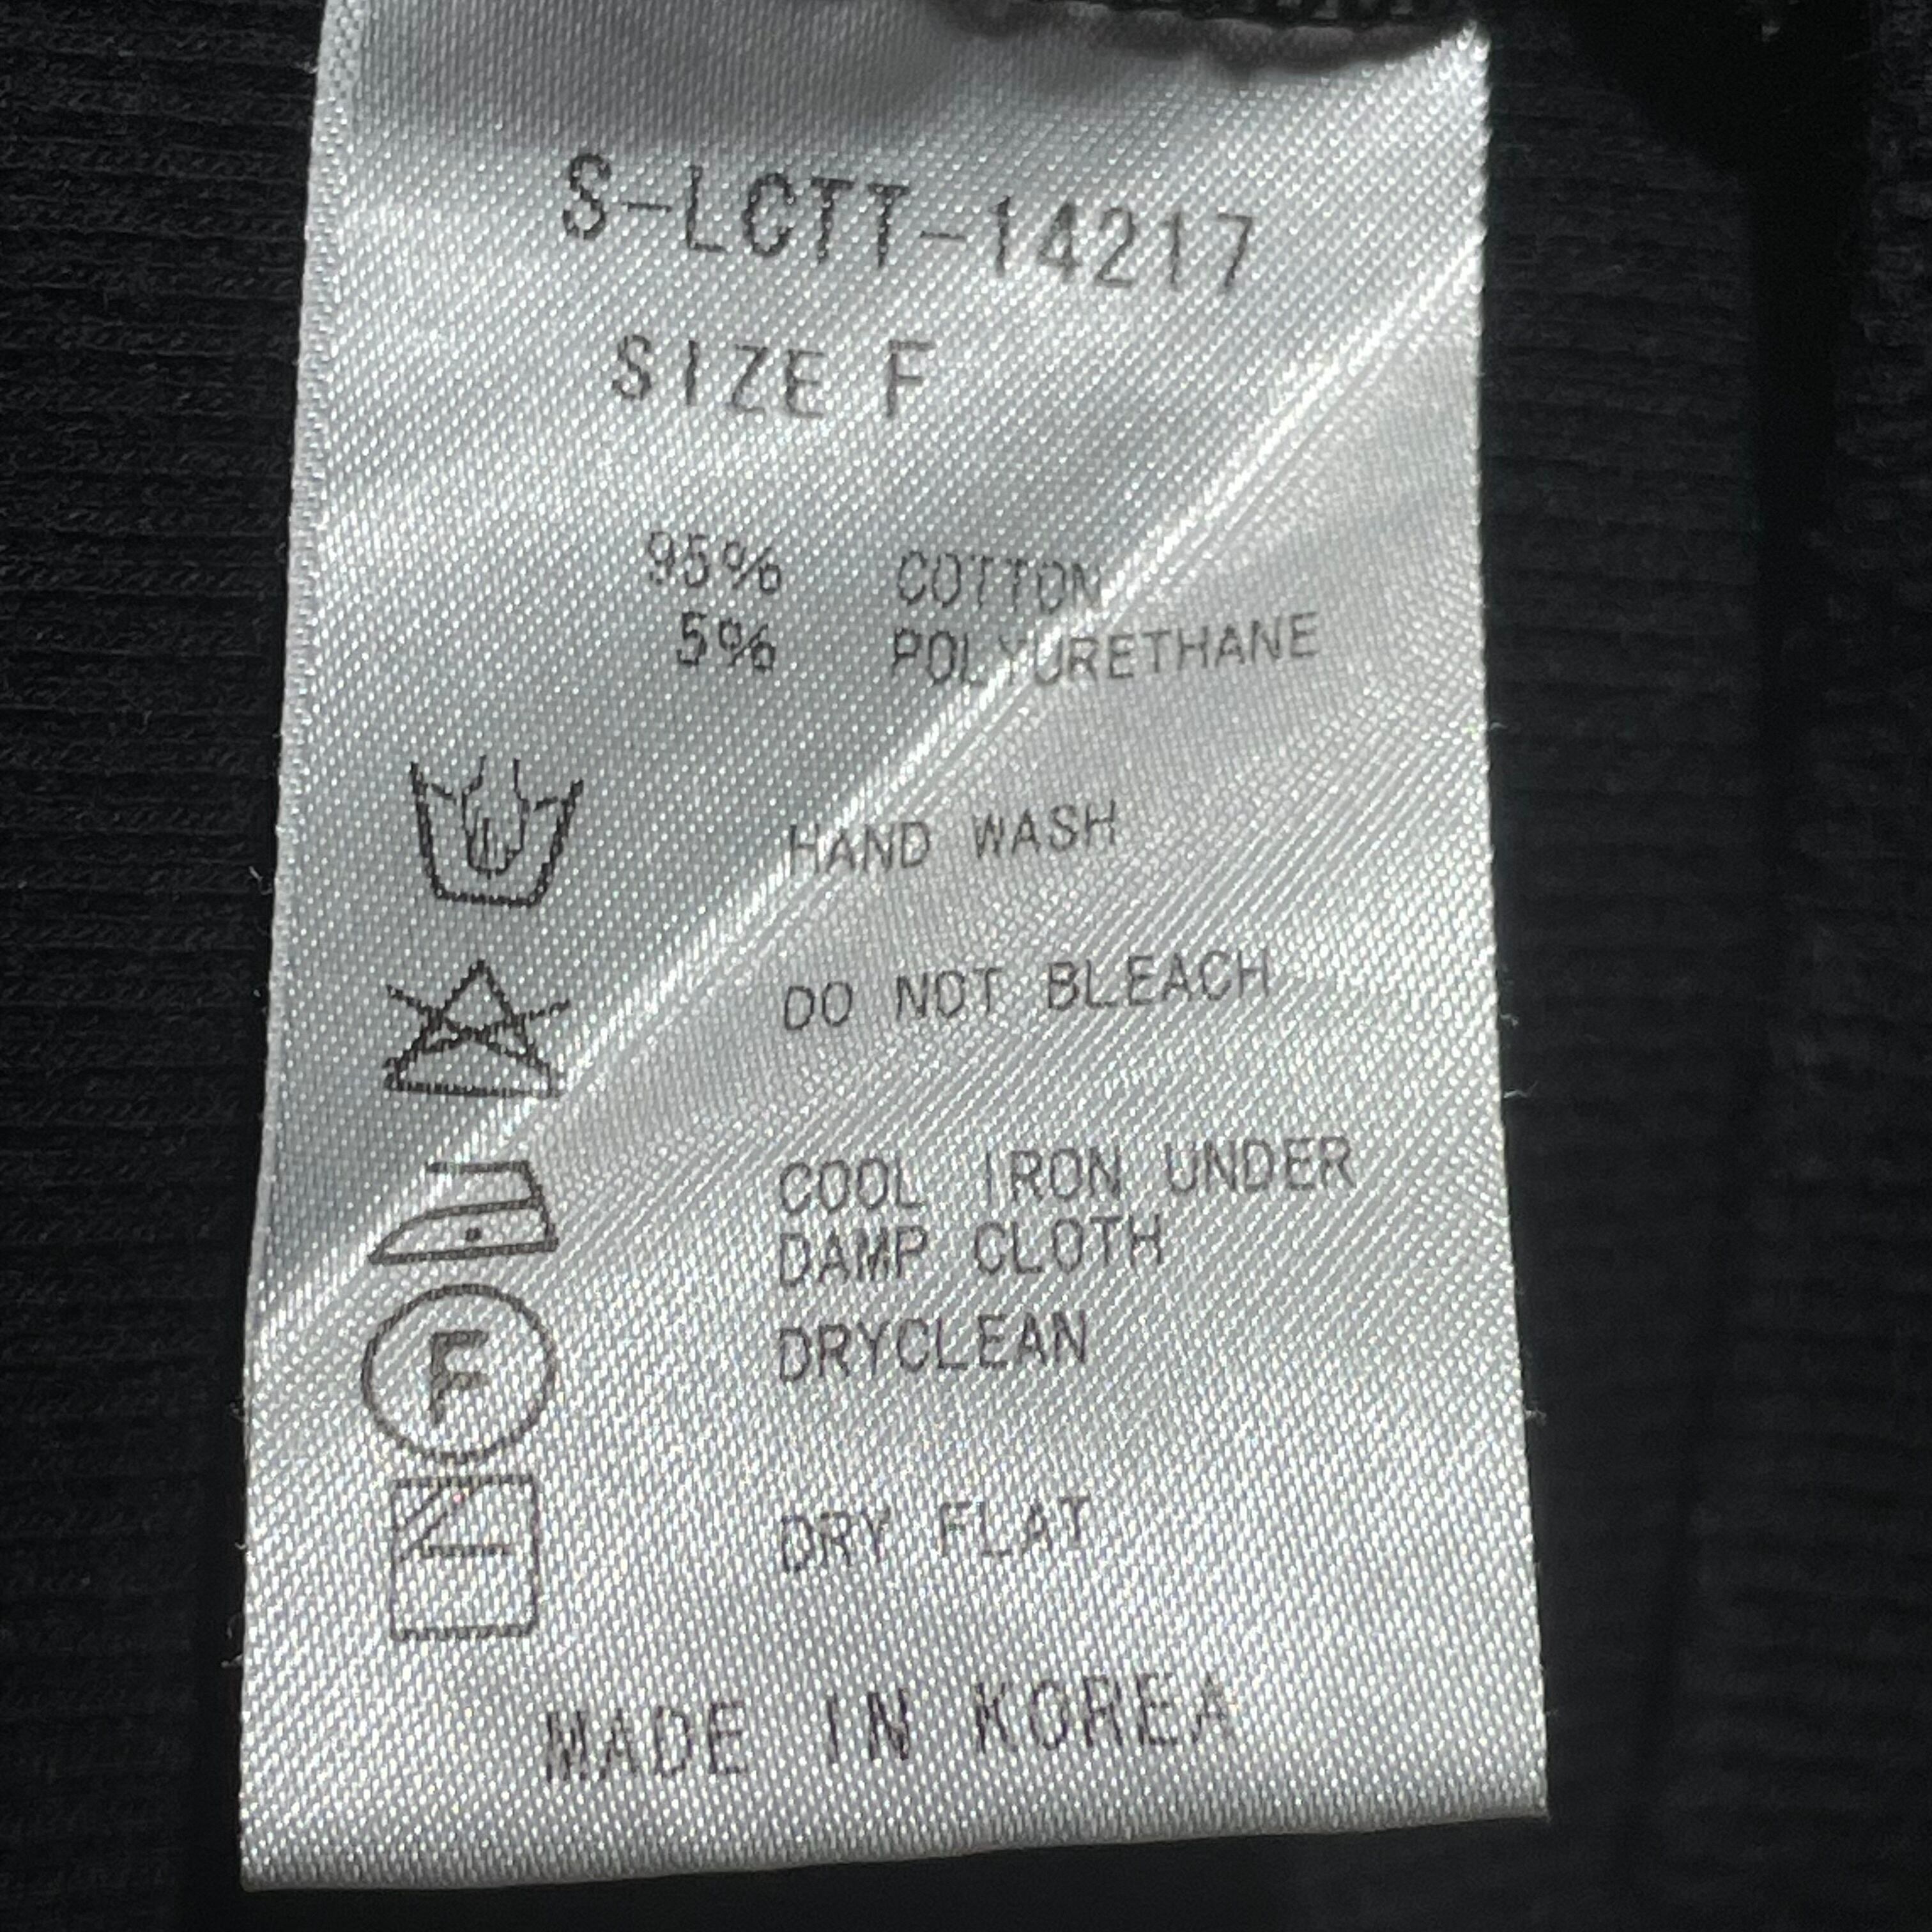 S-LCTT-14217
SIZE F
95% COTTON
5% POLYURETHANE
HAND WASH
DO NOT BLEACH
COOL IRON UNDER
DAMP CLOTH
F DRYCLEAN
DRY FLAT
MADE IN KOREA